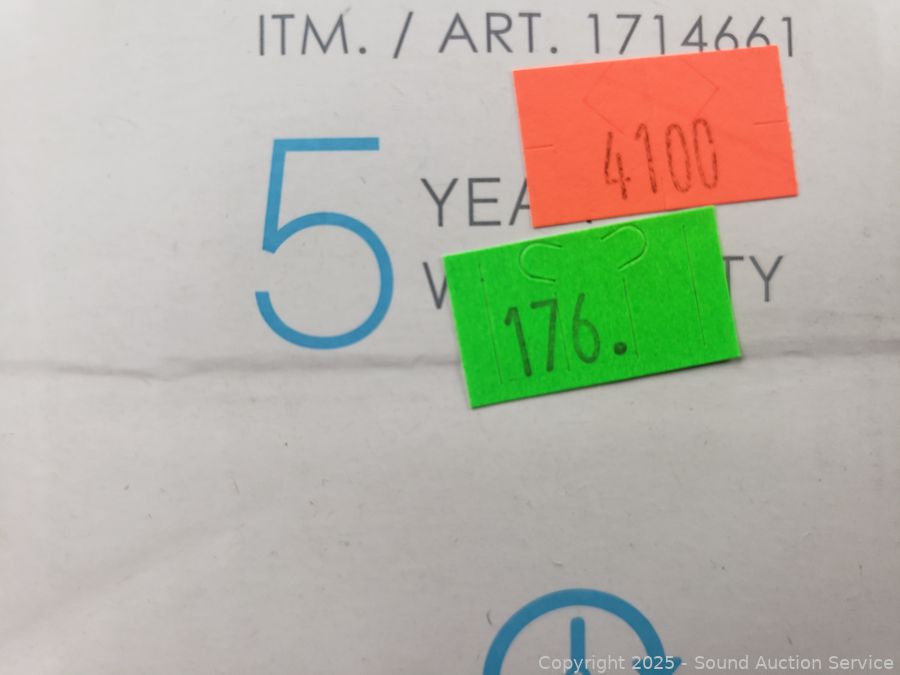 ITM. / ART. 1714661
4100
5
YEA
176.
TY
Copyright © 2025 - Sound Auction Service